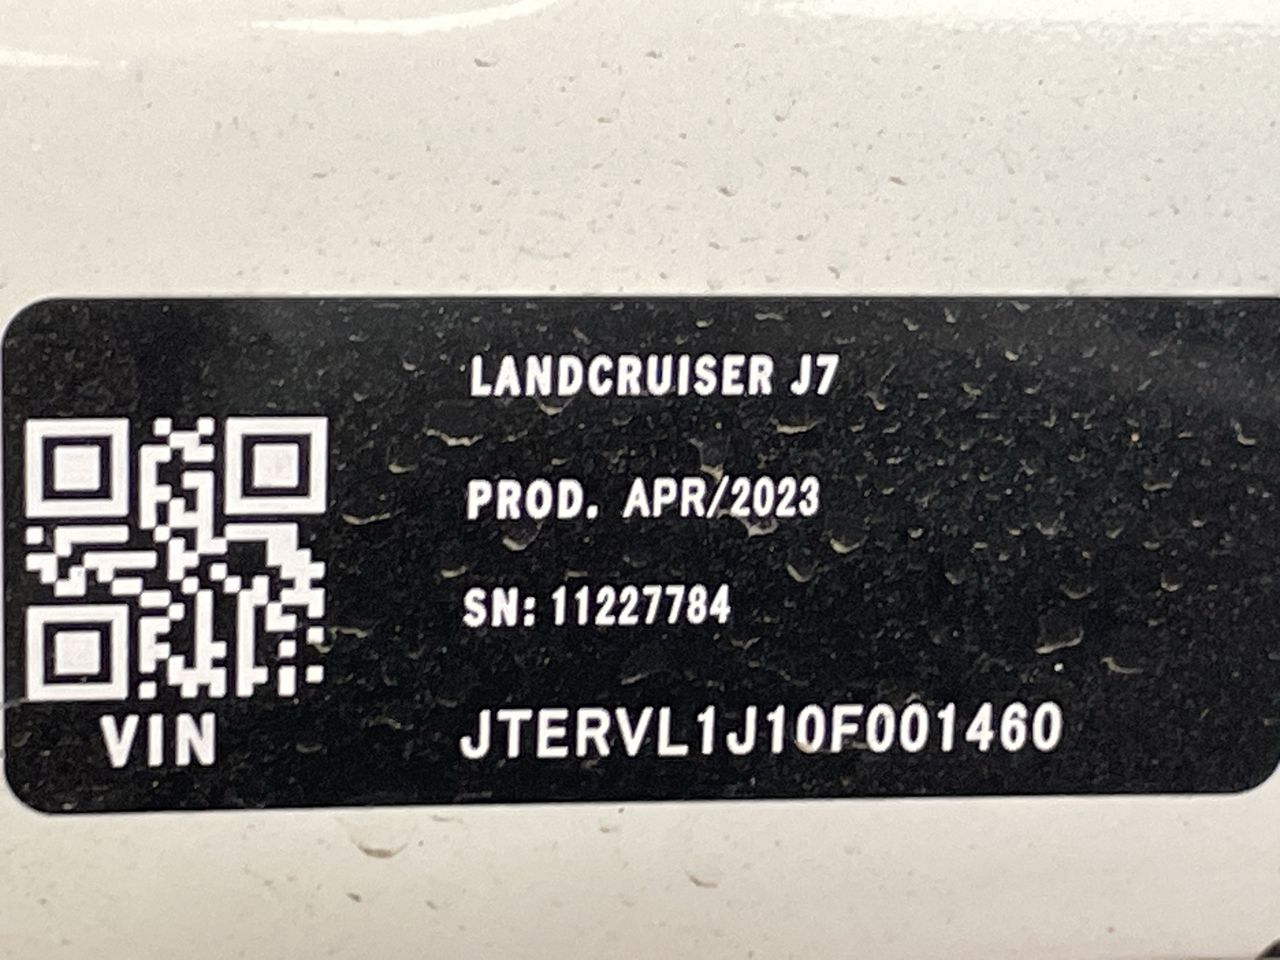 LANDCRUISER J7
PROD. APR/2023
SN: 11227784
VIN
JTERVL1J10F001460